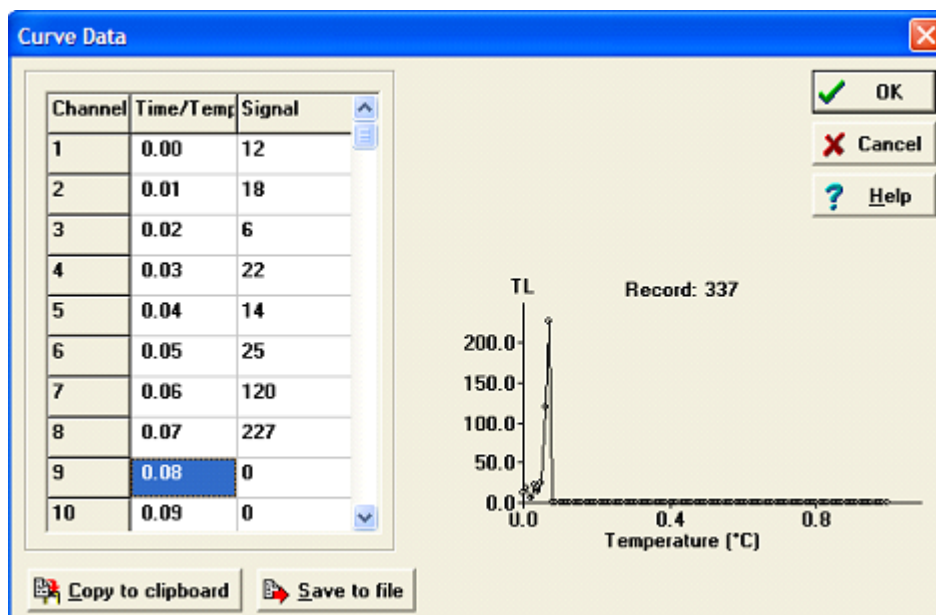 Curve Data
Channel Time/Temp Signal
1 0.00 12
2 0.01 18
3 0.02 6
4 0.03 22
5 0.04 14
6 0.05 25
7 0.06 120
8 0.07 227
9 0.08 0
10 0.09 0
OK
Cancel
Help
TL Record: 337
200.0
150.0
100.0
50.0
0.0
0.0 0.4 0.8
Temperature (°C)
Copy to clipboard Save to file